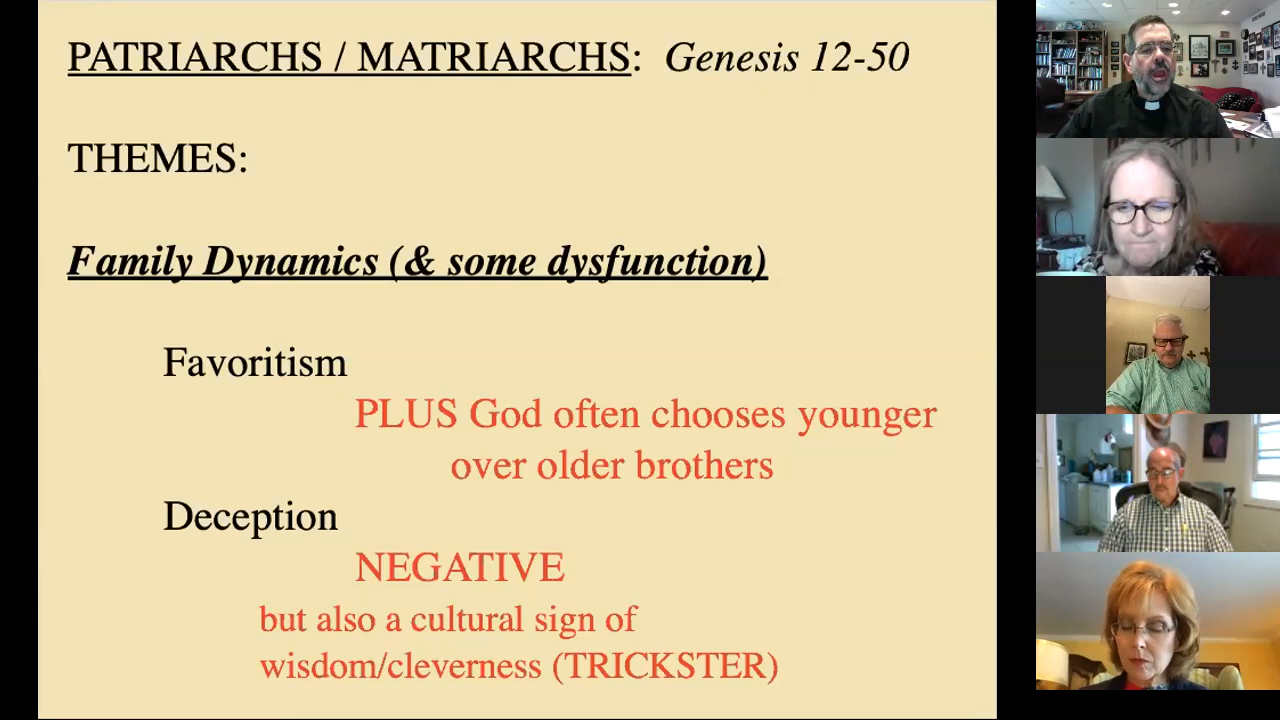 PATRIARCHS / MATRIARCHS: Genesis 12-50
THEMES:
Family Dynamics (& some dysfunction)
Favoritism
PLUS God often chooses younger
over older brothers
Deception
NEGATIVE
but also a cultural sign of
wisdom/cleverness (TRICKSTER)